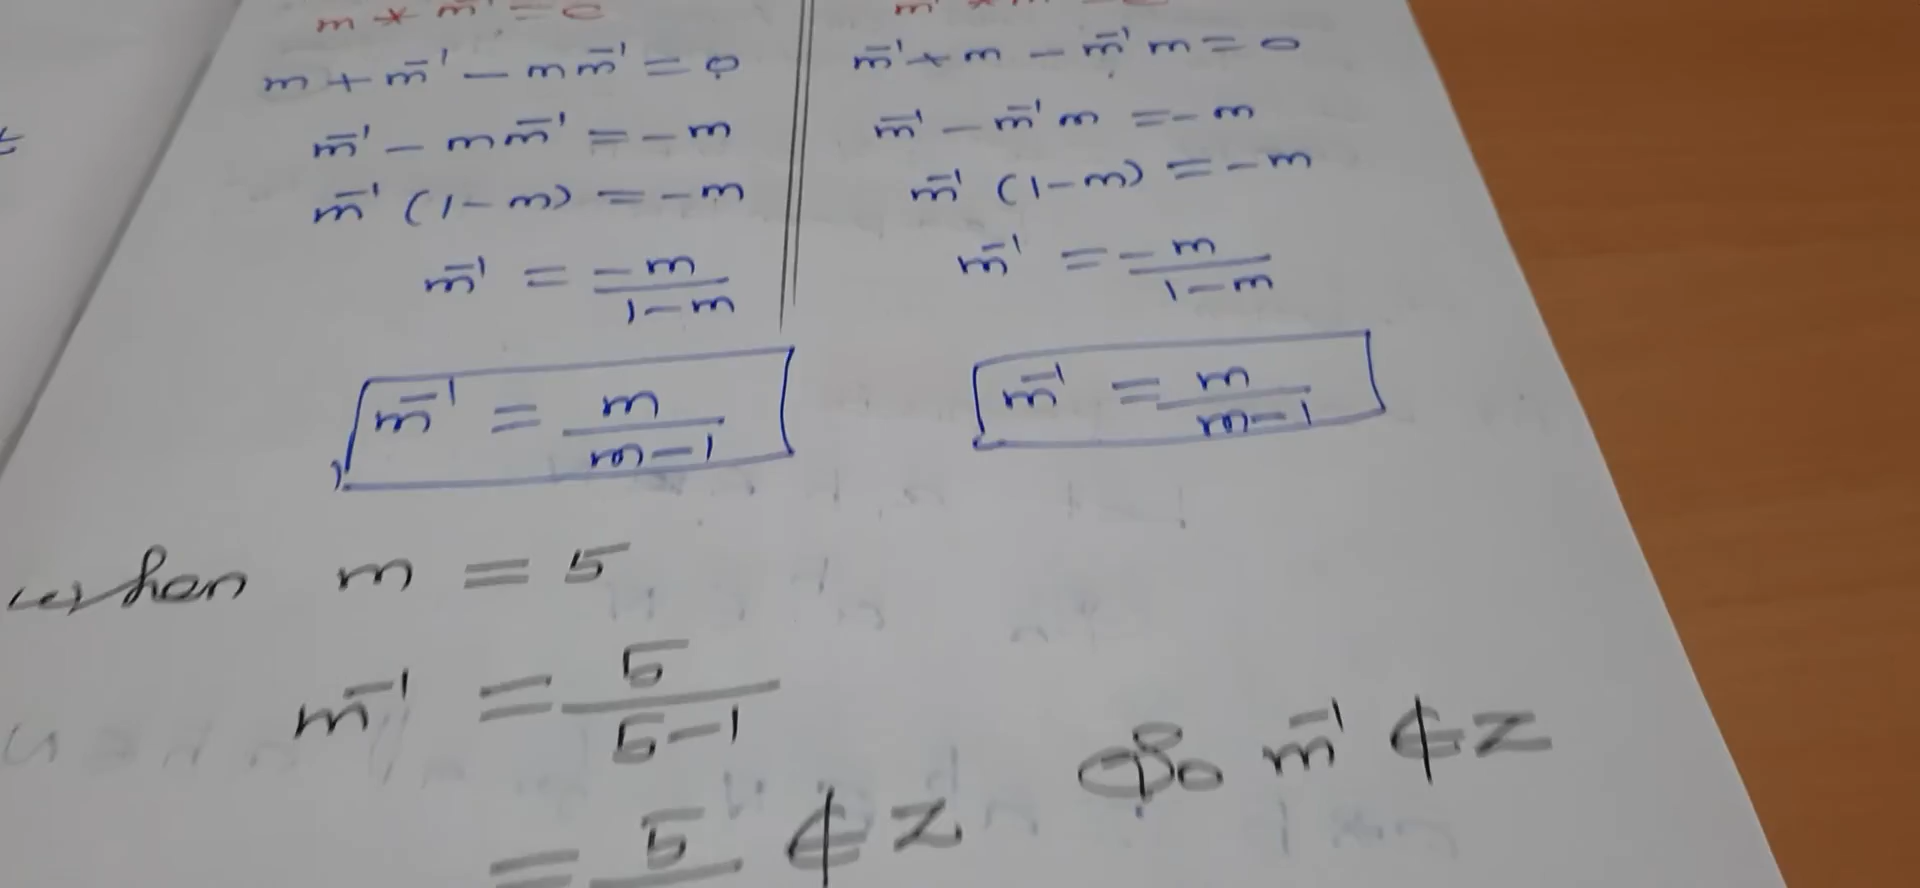 m * m⁻¹ = e
m + m⁻¹ - m m⁻¹ = 0
m⁻¹ - m m⁻¹ = - m
m⁻¹ (1 - m) = - m
m⁻¹ = -m / 1-m
m⁻¹ = m / m-1
m⁻¹ + m - m⁻¹ m = 0
m⁻¹ - m⁻¹ m = - m
m⁻¹ (1 - m) = - m
m⁻¹ = -m / 1-m
m⁻¹ = m / m-1
when m = 5
m⁻¹ = 5 / 5-1
= 5 ∉ Z
So m⁻¹ ∉ Z